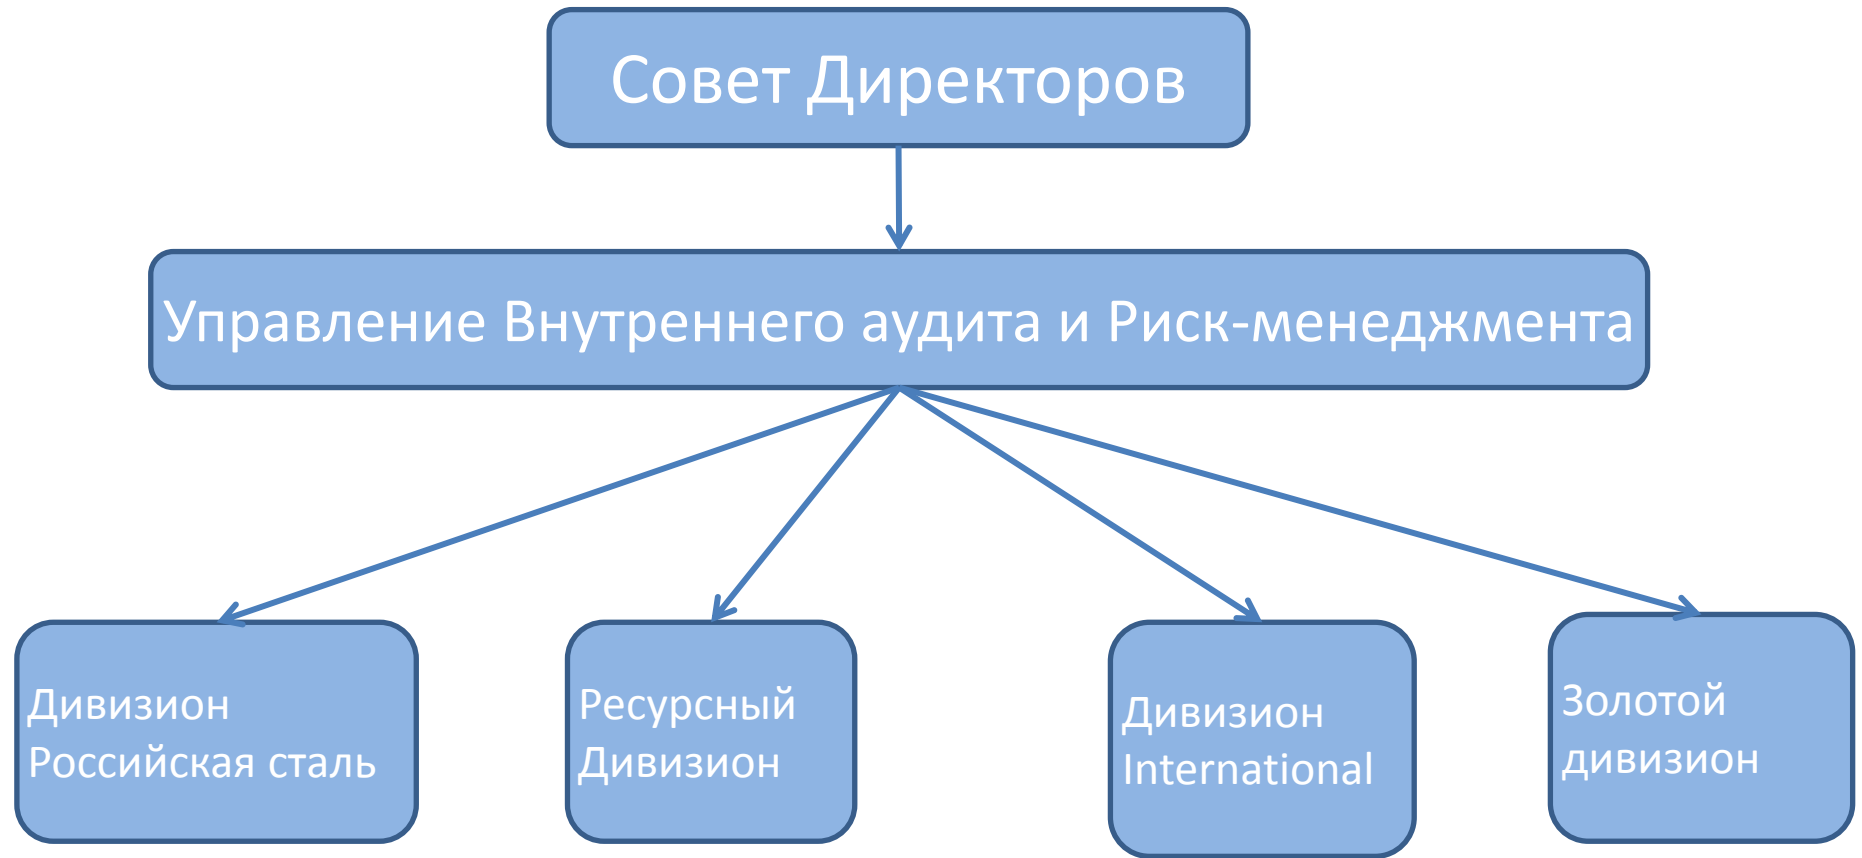 Совет Директоров
Управление Внутреннего аудита и Риск-менеджмента
Дивизион
Российская сталь
Ресурсный
Дивизион
Дивизион
International
Золотой
дивизион